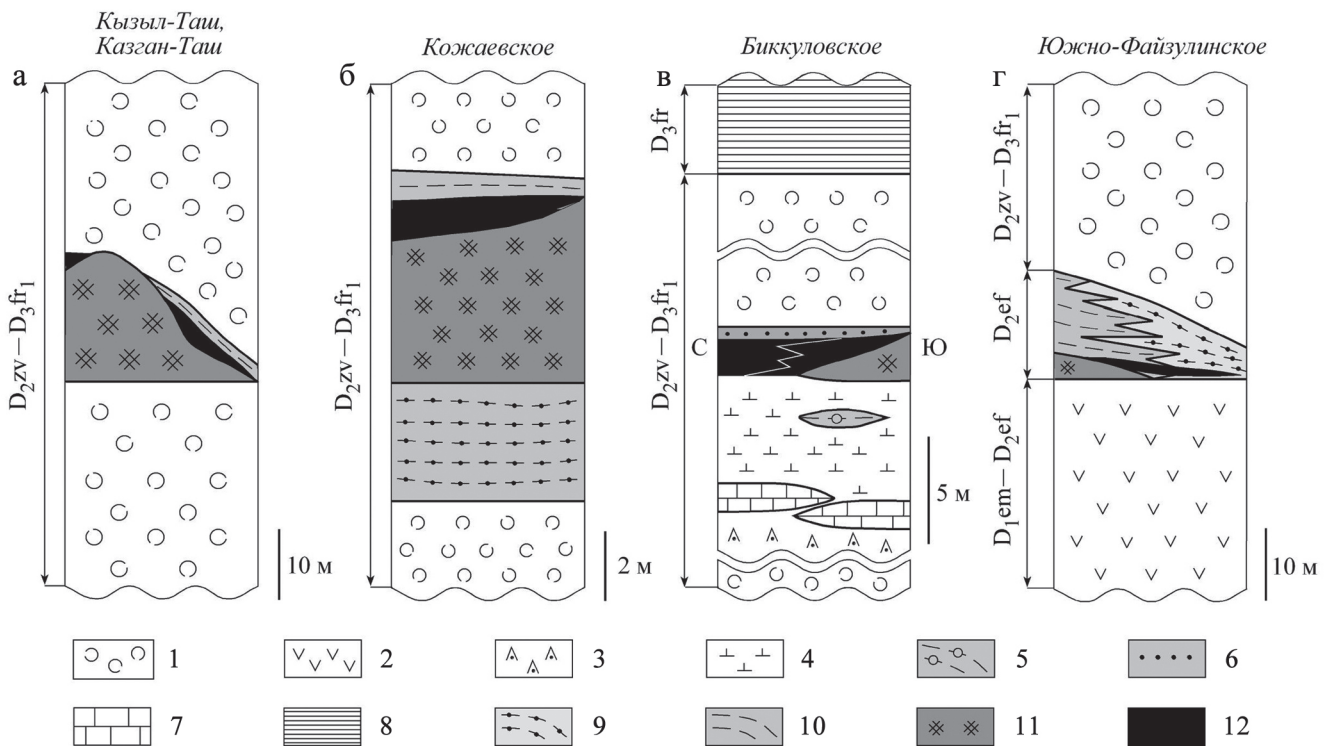 Кызыл-Таш,
Казган-Таш
Кожаевское
Биккуловское
Южно-Файзулинское
а
б
в
г
D₂zv – D₃fr₁
10 м
D₂zv – D₃fr₁
2 м
D₃fr
D₂zv – D₃fr₁
С
Ю
5 м
D₂zv – D₃fr₁
D₂ef
D₁em – D₂ef
10 м
1 2 3 4 5 6
7 8 9 10 11 12